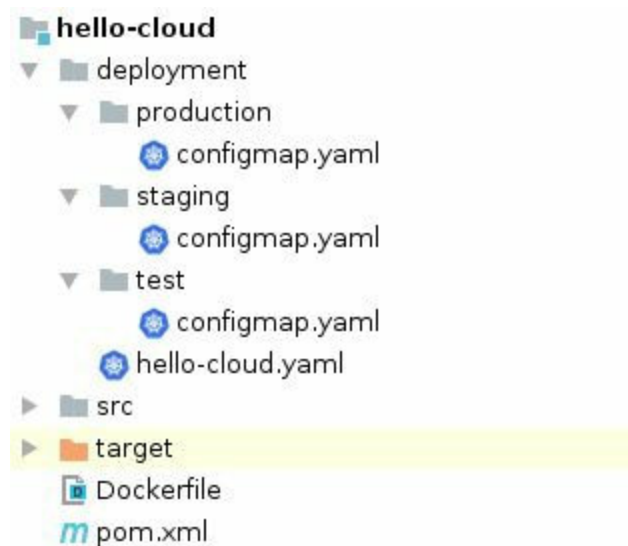 hello-cloud
deployment
production
configmap.yaml
staging
configmap.yaml
test
configmap.yaml
hello-cloud.yaml
src
target
Dockerfile
pom.xml